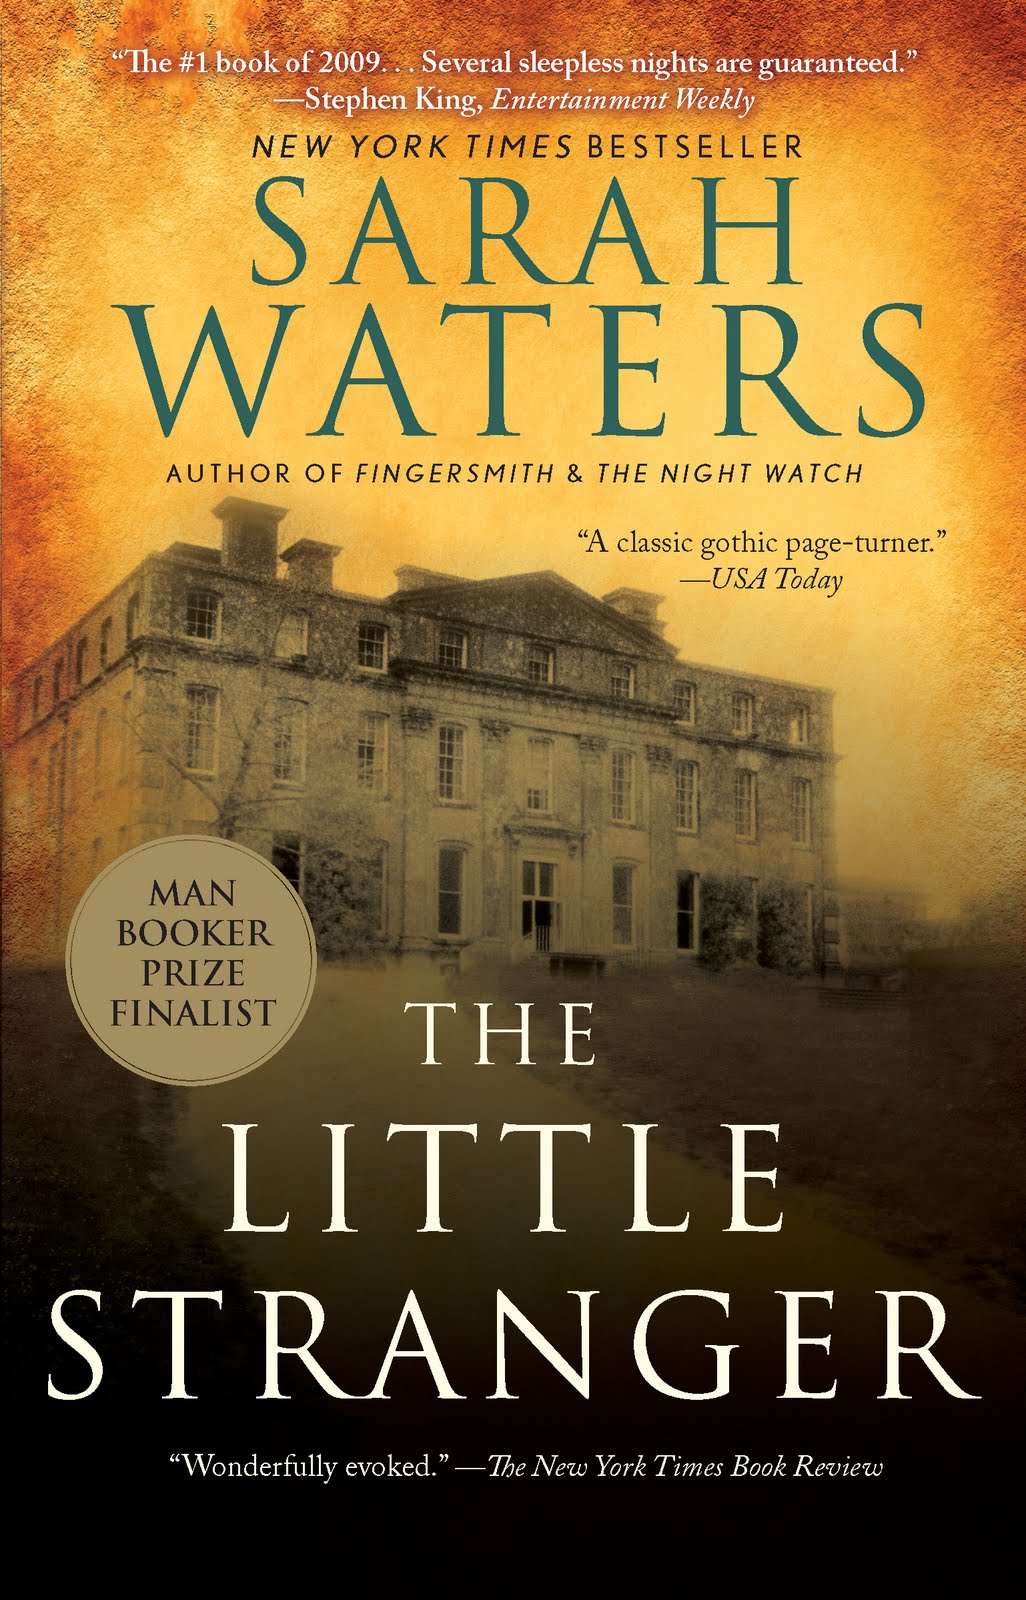 “The #1 book of 2009. . . Several sleepless nights are guaranteed.”
—Stephen King, Entertainment Weekly
NEW YORK TIMES BESTSELLER
SARAH
WATERS
AUTHOR OF FINGERSMITH & THE NIGHT WATCH
“A classic gothic page-turner.”
—USA Today
MAN
BOOKER
PRIZE
FINALIST
THE
LITTLE
STRANGER
“Wonderfully evoked.” —The New York Times Book Review